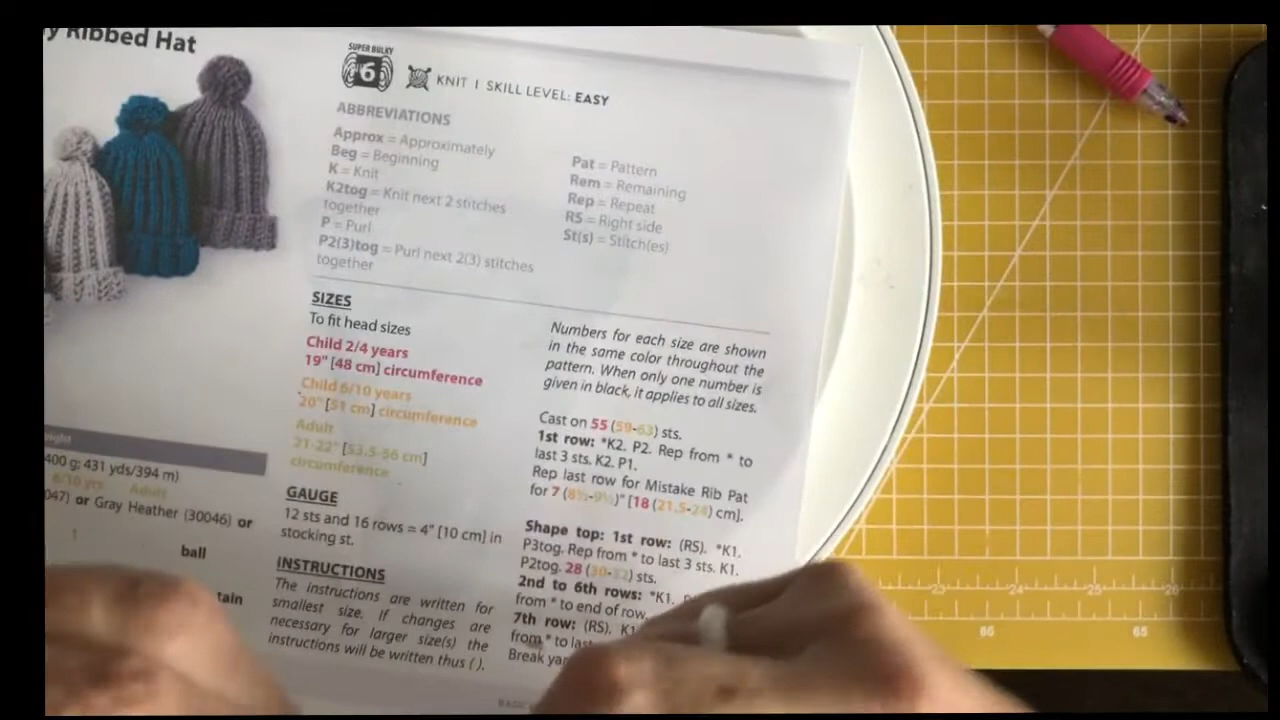 y Ribbed Hat
SUPER BULKY
6
KNIT I SKILL LEVEL: EASY
ABBREVIATIONS
Approx = Approximately
Beg = Beginning
K = Knit
K2tog = Knit next 2 stitches
together
P = Purl
P2(3)tog = Purl next 2(3) stitches
together
Pat = Pattern
Rem = Remaining
Rep = Repeat
RS = Right side
St(s) = Stitch(es)
SIZES
To fit head sizes
Child 2/4 years
19" [48 cm] circumference
Child 6/10 years
20" [51 cm] circumference
Adult
21-22" [53.5-56 cm]
circumference
GAUGE
12 sts and 16 rows = 4" [10 cm] in
stocking st.
INSTRUCTIONS
The instructions are written for
smallest size. If changes are
necessary for larger size(s) the
instructions will be written thus ( ).
Numbers for each size are shown
in the same color throughout the
pattern. When only one number is
given in black, it applies to all sizes.
Cast on 55 (59-63) sts.
1st row: *K2. P2. Rep from * to
last 3 sts. K2. P1.
Rep last row for Mistake Rib Pat
for 7 (8½-9½)" [18 (21.5-24) cm].
Shape top: 1st row: (RS). *K1.
P3tog. Rep from * to last 3 sts. K1.
P2tog. 28 (30-32) sts.
2nd to 6th rows: *K1.
from * to end of row.
7th row: (RS). K1
from * to last
Break yar
BASIC
eight
400 g; 431 yds/394 m)
6/10 yrs Adult
047) or Gray Heather (30046) or
1
ball
tain
23 24 25 26
66 65